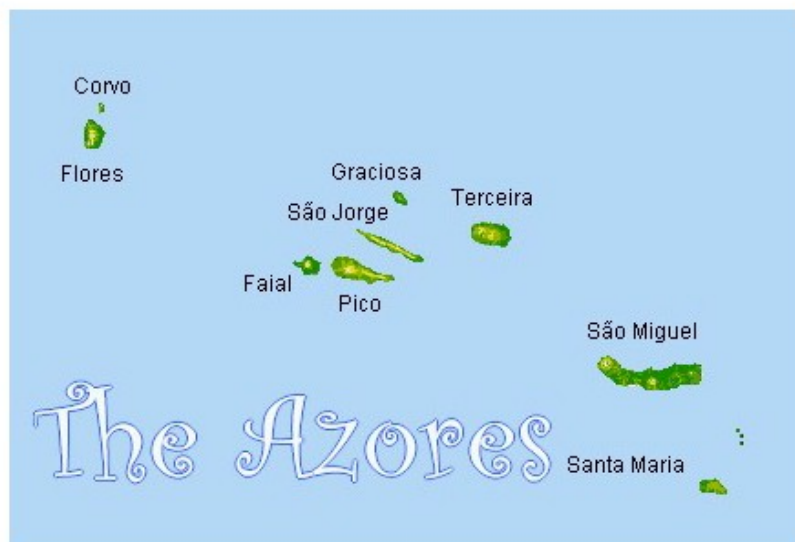 Corvo
Flores
Graciosa
Terceira
São Jorge
Faial
Pico
São Miguel
The Azores
Santa Maria